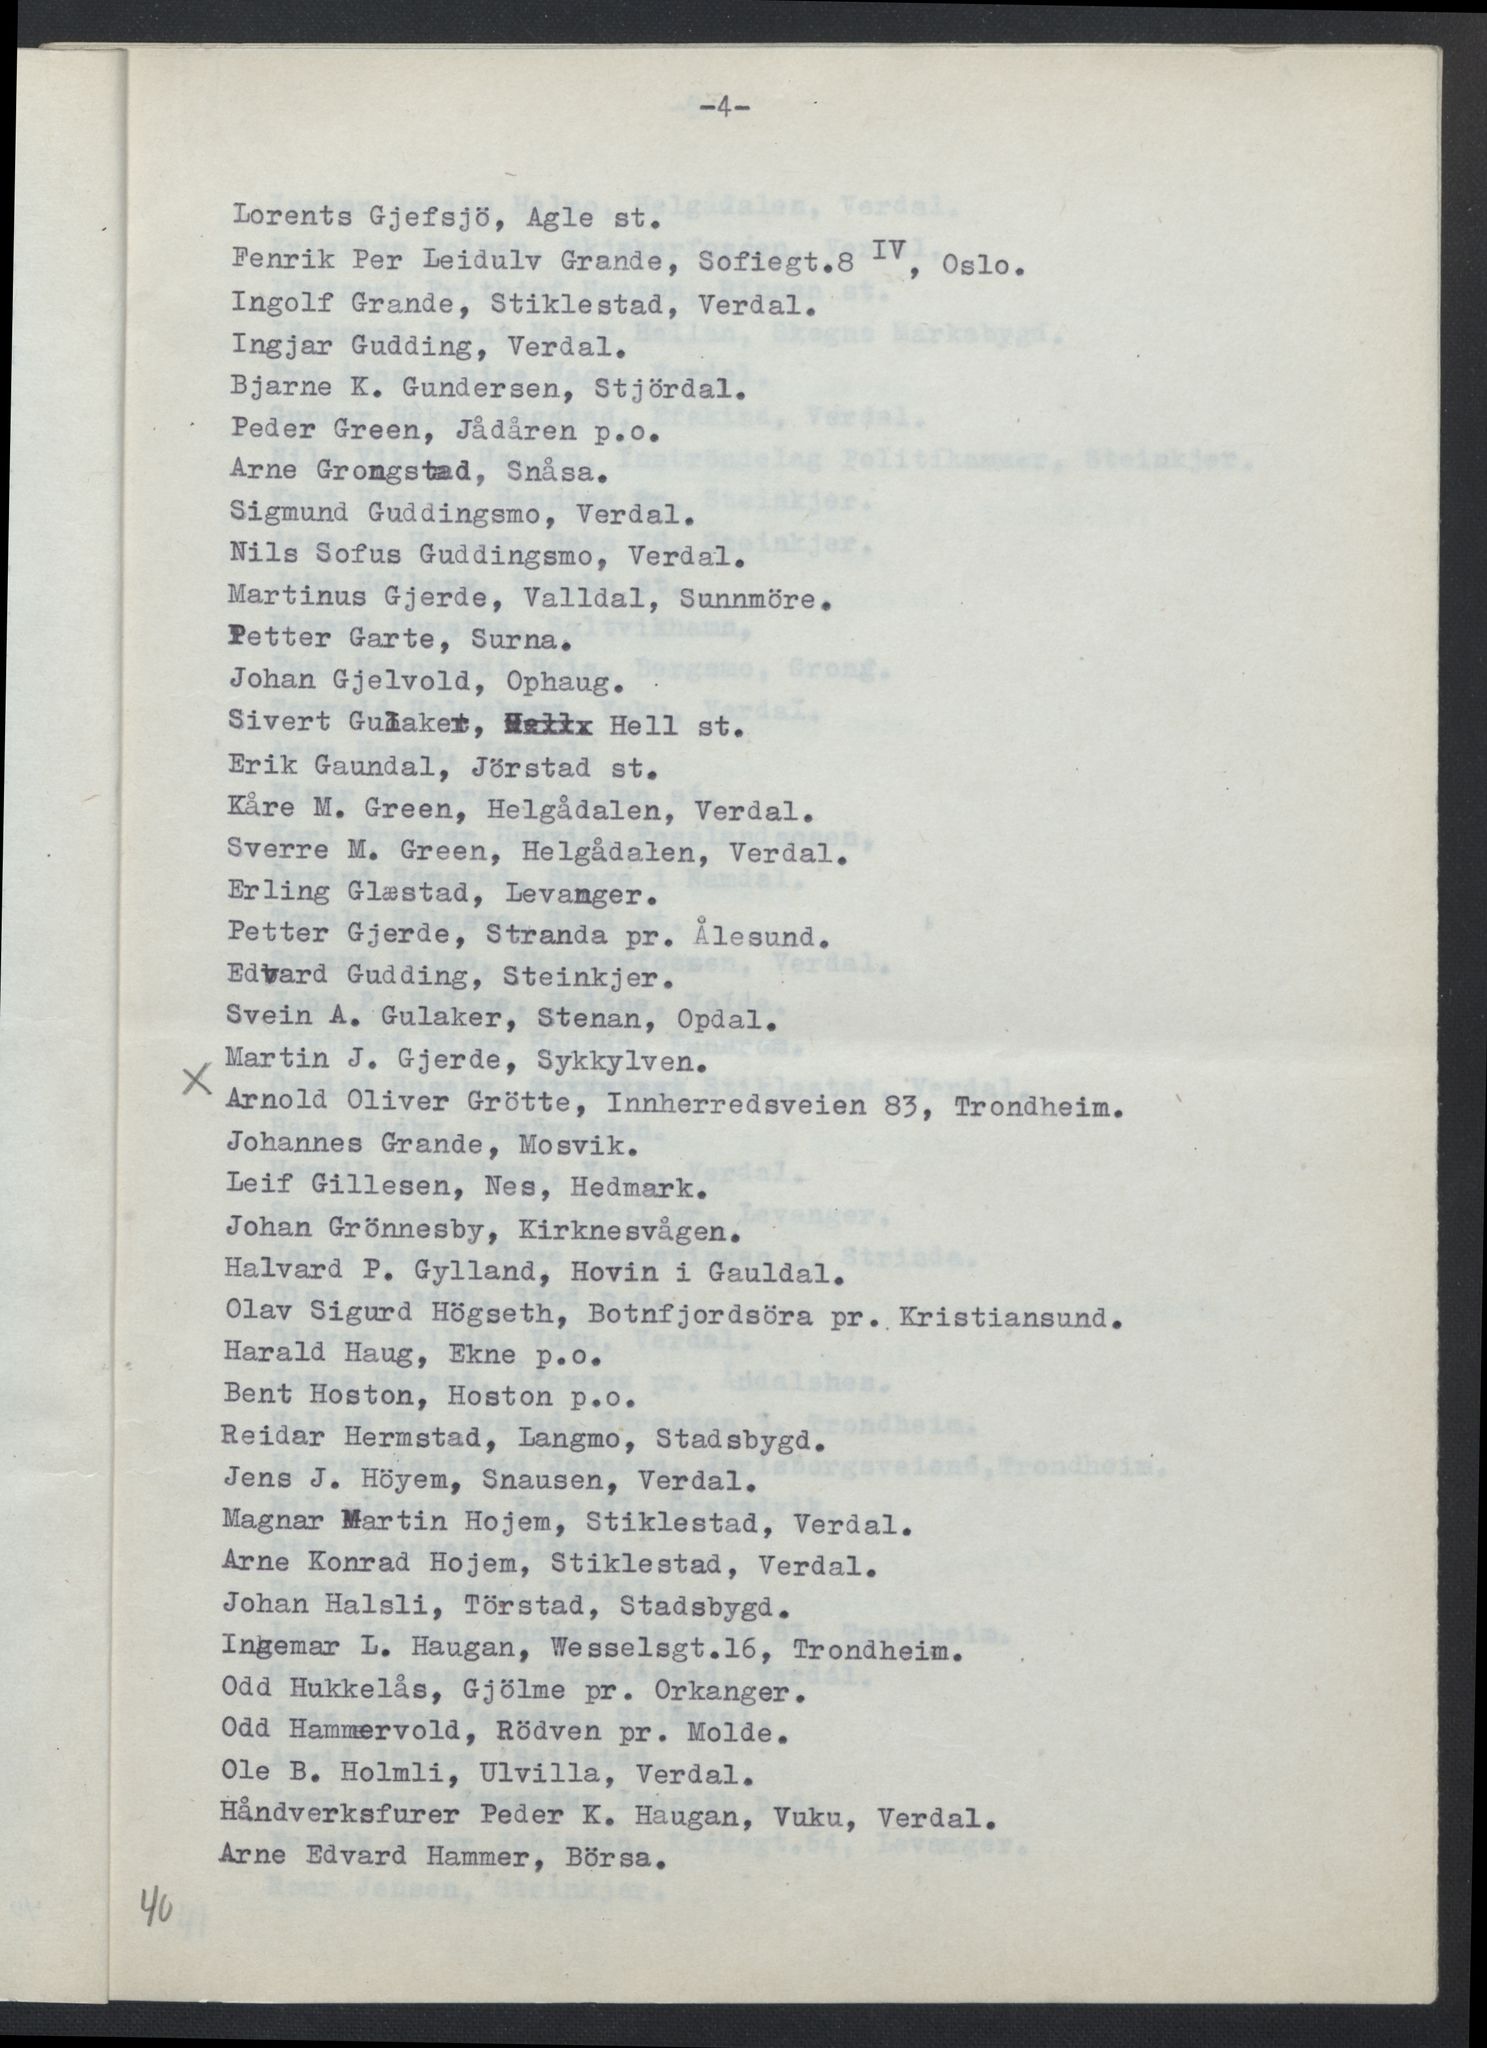 -4-
Lorents Gjefsjö, Agle st.
Fenrik Per Leidulv Grande, Sofiegt.8 IV, Oslo.
Ingolf Grande, Stiklestad, Verdal.
Ingjar Gudding, Verdal.
Bjarne K. Gundersen, Stjördal.
Peder Green, Jådåren p.o.
Arne Grongstad, Snåsa.
Sigmund Guddingsmo, Verdal.
Nils Sofus Guddingsmo, Verdal.
Martinus Gjerde, Valldal, Sunnmöre.
Petter Garte, Surna.
Johan Gjelvold, Ophaug.
Sivert Gulaker, Hell st.
Erik Gaundal, Jörstad st.
Kåre M. Green, Helgådalen, Verdal.
Sverre M. Green, Helgådalen, Verdal.
Erling Glæstad, Levanger.
Petter Gjerde, Stranda pr. Ålesund.
Edvard Gudding, Steinkjer.
Svein A. Gulaker, Stenan, Opdal.
Martin J. Gjerde, Sykkylven.
X Arnold Oliver Grötte, Innherredsveien 83, Trondheim.
Johannes Grande, Mosvik.
Leif Gillesen, Nes, Hedmark.
Johan Grönnesby, Kirknesvågen.
Halvard P. Gylland, Hovin i Gauldal.
Olav Sigurd Högseth, Botnfjordsöra pr. Kristiansund.
Harald Haug, Ekne p.o.
Bent Hoston, Hoston p.o.
Reidar Hermstad, Langmo, Stadsbygd.
Jens J. Höyem, Snausen, Verdal.
Magnar Martin Hojem, Stiklestad, Verdal.
Arne Konrad Hojem, Stiklestad, Verdal.
Johan Halsli, Törstad, Stadsbygd.
Ingemar L. Haugan, Wesselsgt.16, Trondheim.
Odd Hukkelås, Gjölme pr. Orkanger.
Odd Hammervold, Rödven pr. Molde.
Ole B. Holmli, Ulvilla, Verdal.
Håndverksfurer Peder K. Haugan, Vuku, Verdal.
Arne Edvard Hammer, Börsa.
40